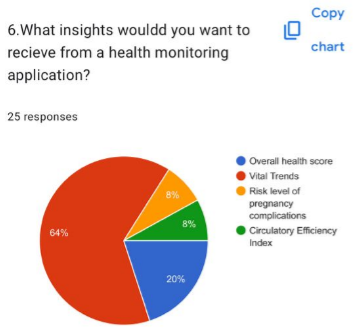 6.What insights wouldd you want to
recieve from a health monitoring
application?
Copy
chart
25 responses
64%
8%
8%
20%
Overall health score
Vital Trends
Risk level of
pregnancy
complications
Circulatory Efficiency
Index